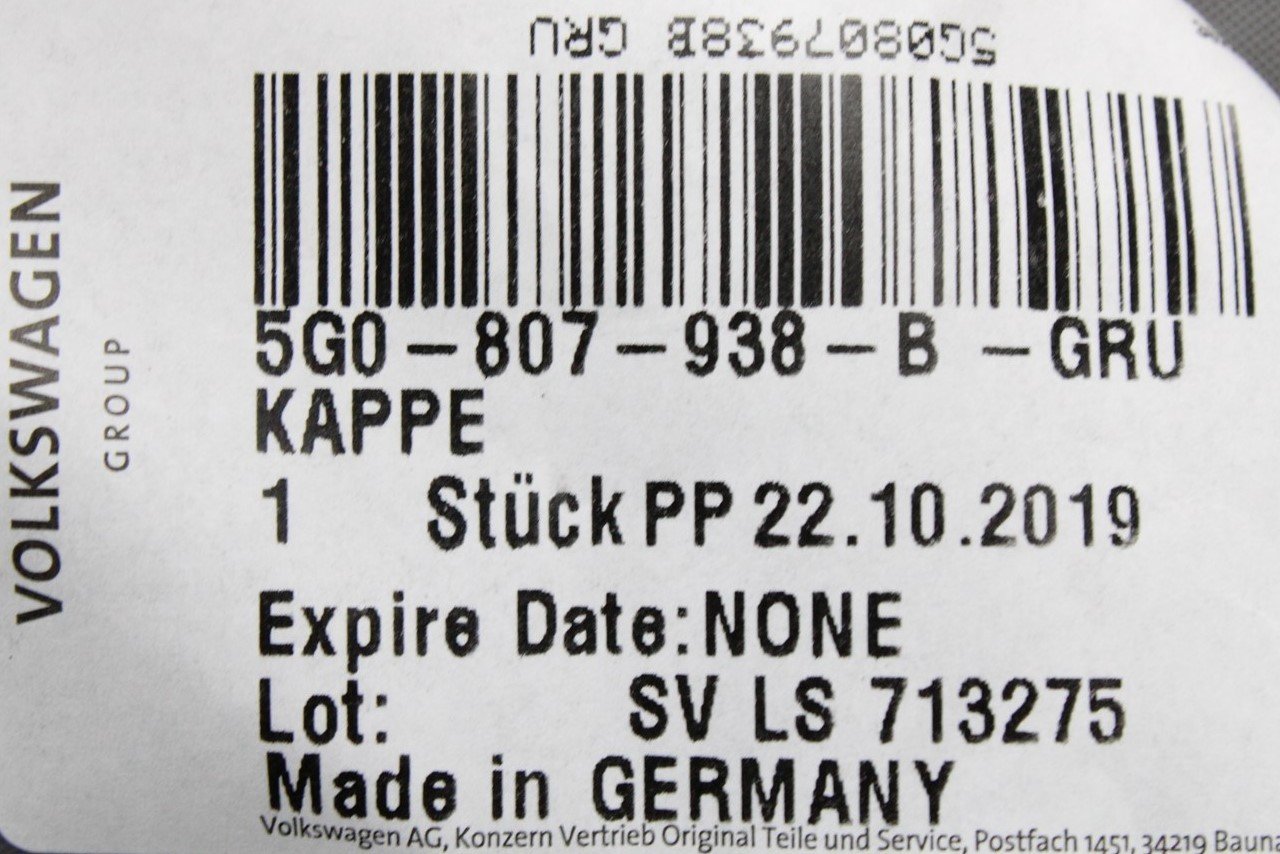 5G0807938B GRU
VOLKSWAGEN
GROUP
5G0-807-938-B -GRU
KAPPE
1 Stück PP 22.10.2019
Expire Date:NONE
Lot: SV LS 713275
Made in GERMANY
Volkswagen AG, Konzern Vertrieb Original Teile und Service, Postfach 1451, 34219